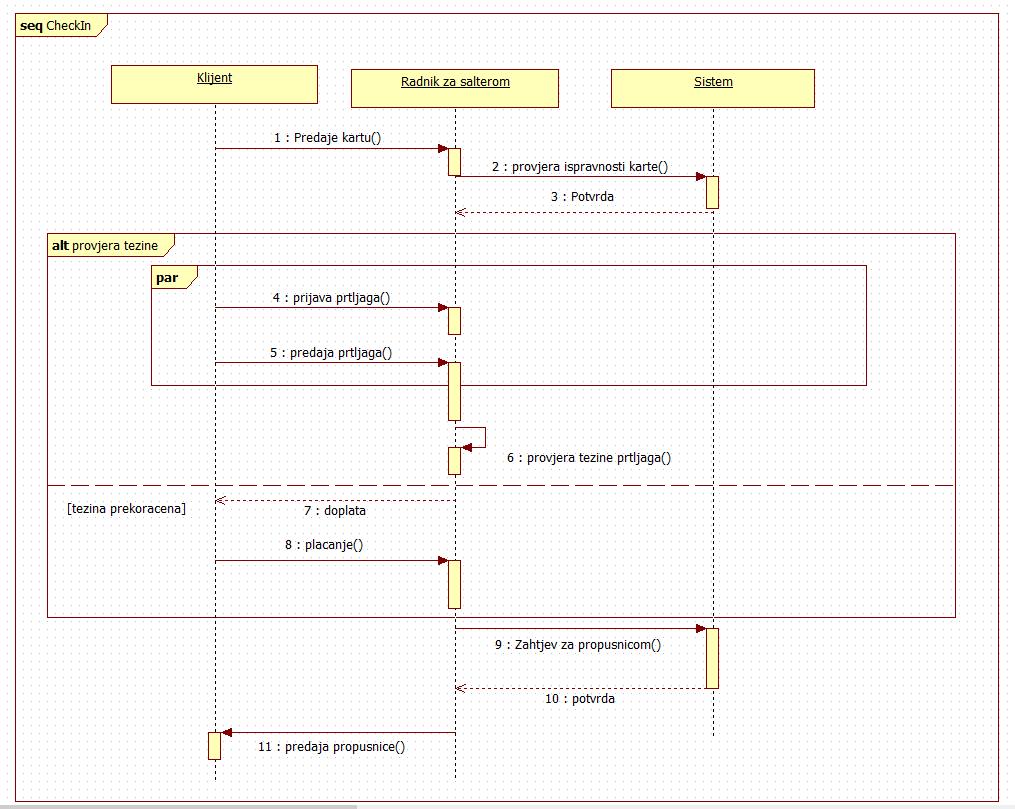 seq CheckIn
Klijent
Radnik za salterom
Sistem
1 : Predaje kartu()
2 : provjera ispravnosti karte()
3 : Potvrda
alt provjera tezine
par
4 : prijava prtljaga()
5 : predaja prtljaga()
6 : provjera tezine prtljaga()
[tezina prekoracena]
7 : doplata
8 : placanje()
9 : Zahtjev za propusnicom()
10 : potvrda
11 : predaja propusnice()